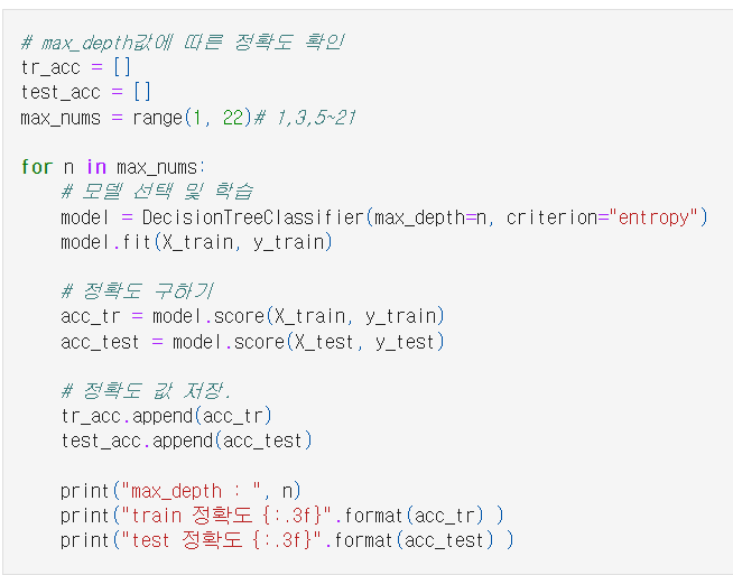 # max_depth값에 따른 정확도 확인
tr_acc = []
test_acc = []
max_nums = range(1, 22)# 1,3,5~21
for n in max_nums:
# 모델 선택 및 학습
model = DecisionTreeClassifier(max_depth=n, criterion="entropy")
model.fit(X_train, y_train)
# 정확도 구하기
acc_tr = model.score(X_train, y_train)
acc_test = model.score(X_test, y_test)
# 정확도 값 저장.
tr_acc.append(acc_tr)
test_acc.append(acc_test)
print("max_depth : ", n)
print("train 정확도 {:.3f}".format(acc_tr) )
print("test 정확도 {:.3f}".format(acc_test) )